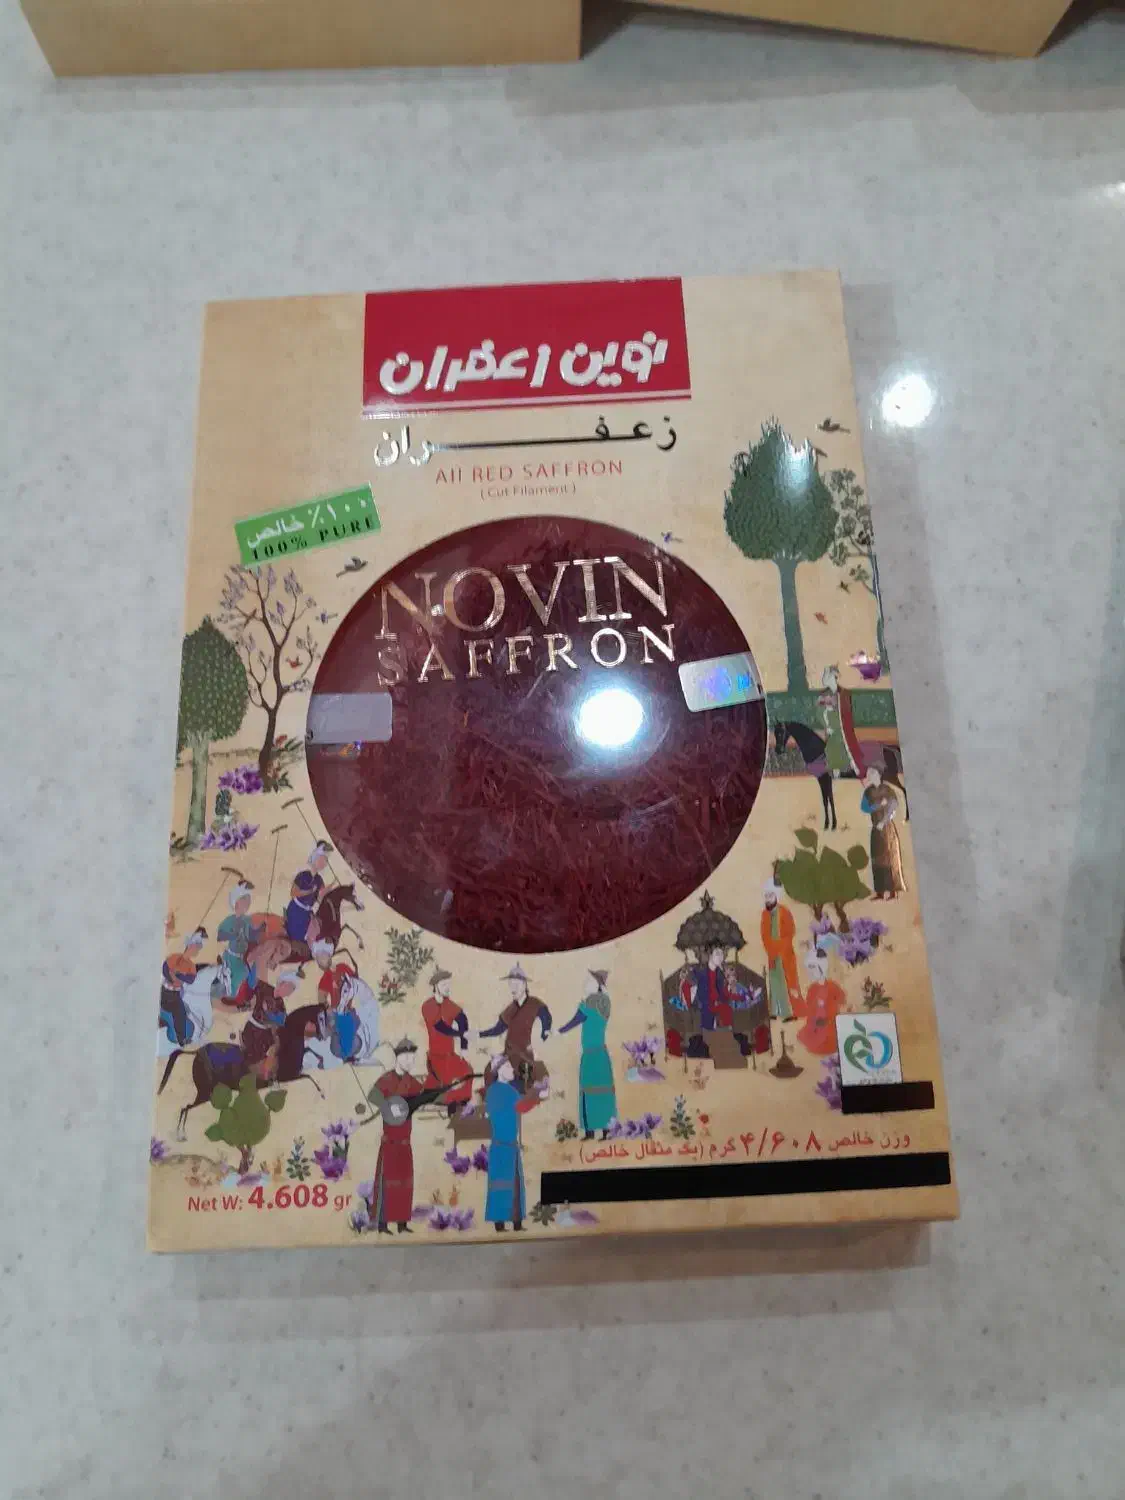 نوین زعفران
زعفران
All RED SAFFRON
(Cut Filament)
۱۰۰٪ خالص
100% PURE
NOVIN
SAFFRON
وزن خالص ۴/۶۰۸ گرم (یک مثقال خالص)
Net W: 4.608 gr